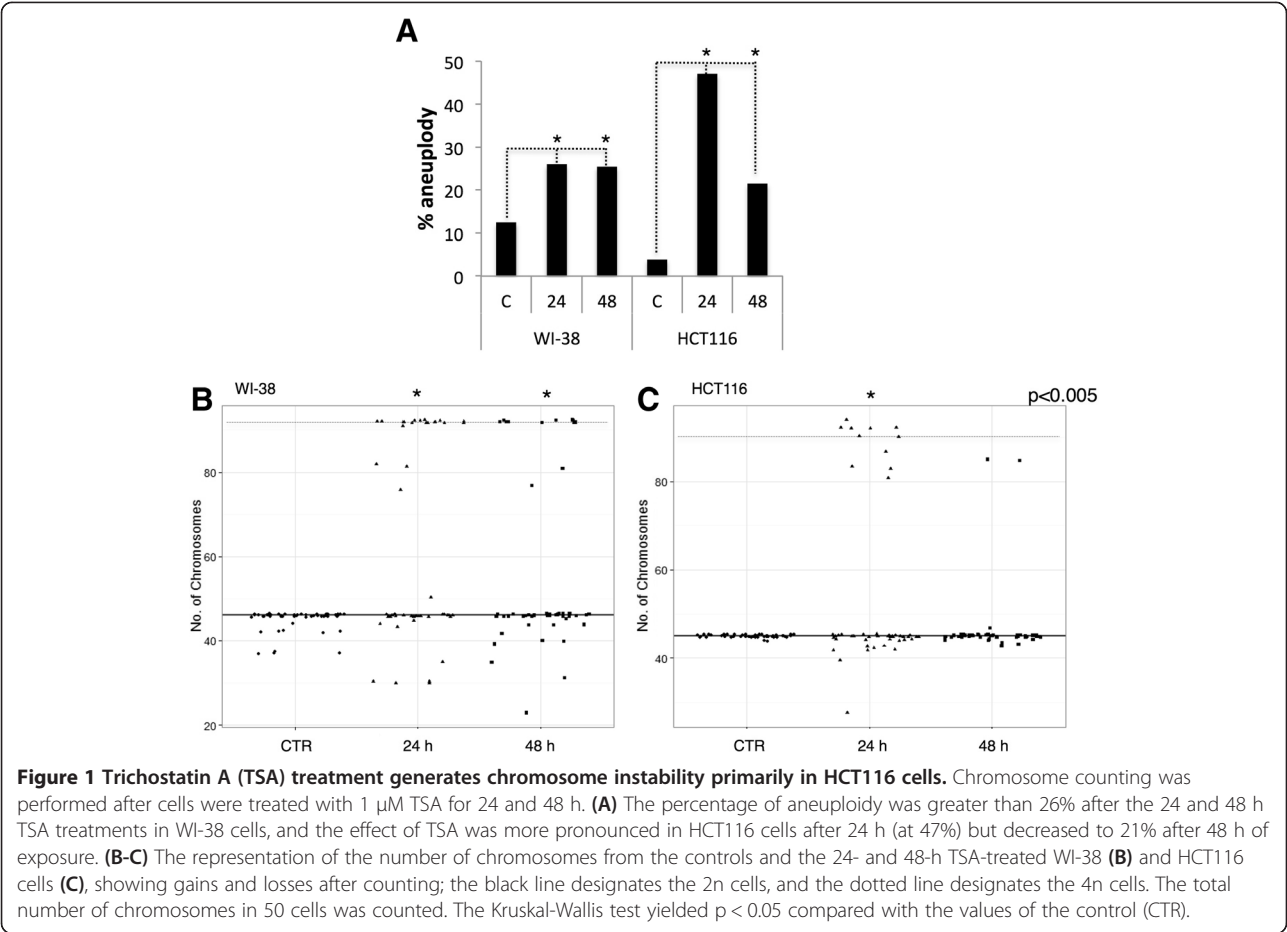 A
50
40
30
20
10
0
% aneuplody
* * * *
C 24 48 C 24 48
WI-38 HCT116
B WI-38 * *
80
60
40
20
No. of Chromosomes
CTR 24 h 48 h
C HCT116 * p<0.005
80
60
40
No. of Chromosomes
CTR 24 h 48 h
Figure 1 Trichostatin A (TSA) treatment generates chromosome instability primarily in HCT116 cells. Chromosome counting was
performed after cells were treated with 1 μM TSA for 24 and 48 h. (A) The percentage of aneuploidy was greater than 26% after the 24 and 48 h
TSA treatments in WI-38 cells, and the effect of TSA was more pronounced in HCT116 cells after 24 h (at 47%) but decreased to 21% after 48 h of
exposure. (B-C) The representation of the number of chromosomes from the controls and the 24- and 48-h TSA-treated WI-38 (B) and HCT116
cells (C), showing gains and losses after counting; the black line designates the 2n cells, and the dotted line designates the 4n cells. The total
number of chromosomes in 50 cells was counted. The Kruskal-Wallis test yielded p < 0.05 compared with the values of the control (CTR).